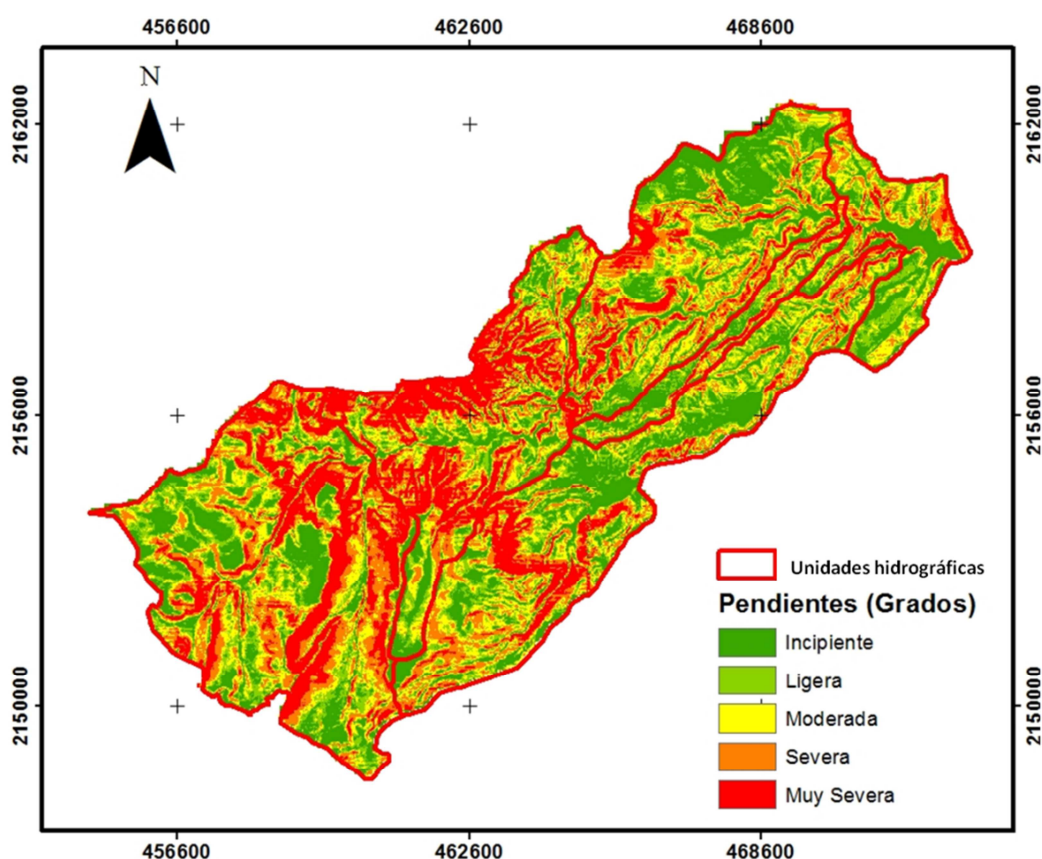 456600 462600 468600
N
2162000 2162000
2156000 2156000
Unidades hidrográficas
Pendientes (Grados)
Incipiente
Ligera
2150000 2150000
Moderada
Severa
Muy Severa
456600 462600 468600